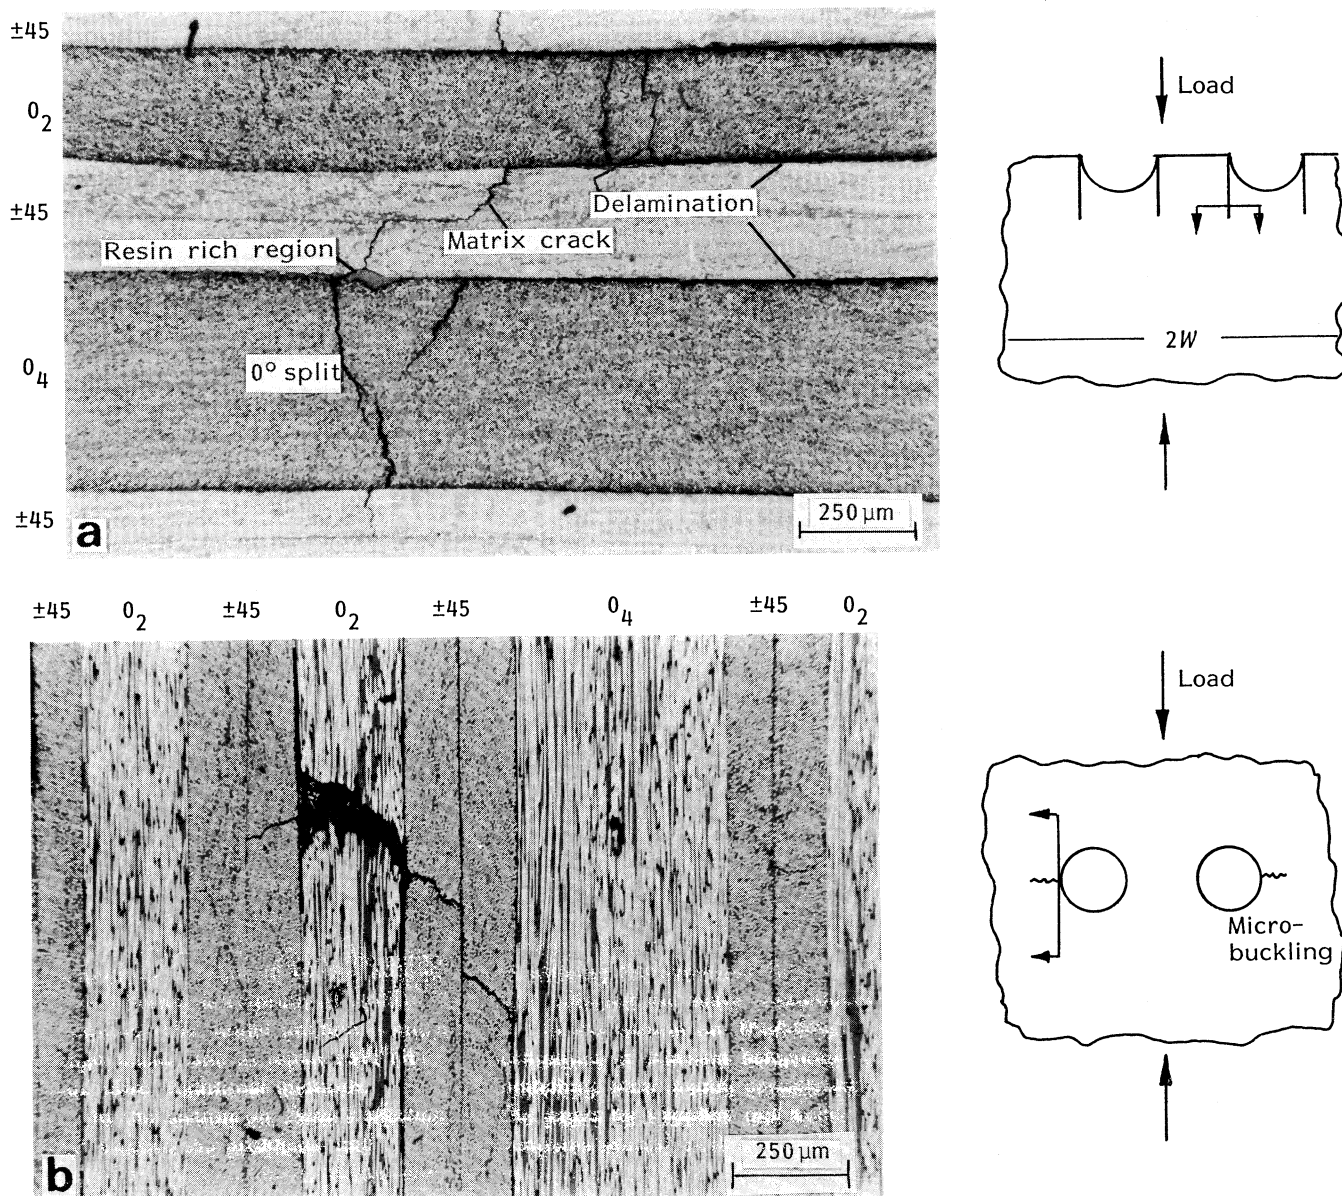 ±45
0₂
±45
Resin rich region
Matrix crack
Delamination
0₄
0° split
±45
a
250 μm
Load
2W
±45 0₂ ±45 0₂ ±45 0₄ ±45 0₂
b
250 μm
Load
Micro-
buckling